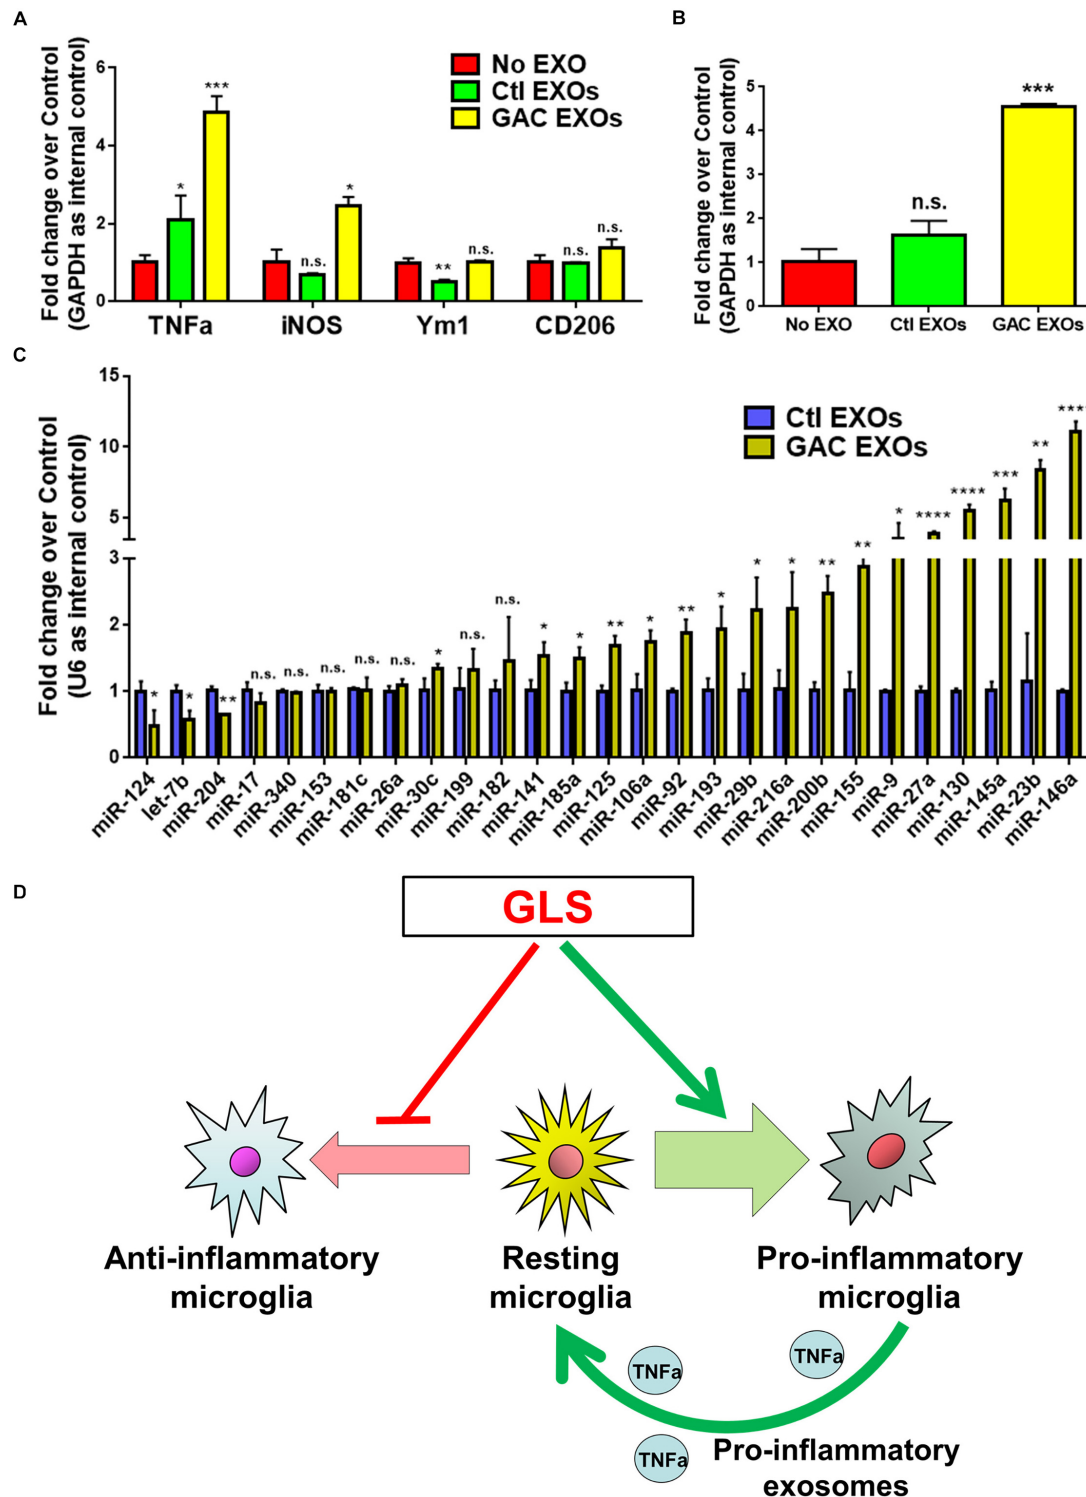 A
Fold change over Control
(GAPDH as internal control)
6
4
2
0
No EXO
Ctl EXOs
GAC EXOs
*
***
n.s.
*
**
n.s.
n.s.
n.s.
TNFa
iNOS
Ym1
CD206
B
Fold change over Control
(GAPDH as internal control)
5
4
3
2
1
0
n.s.
***
No EXO
Ctl EXOs
GAC EXOs
C
Fold change over Control
(U6 as internal control)
15
10
5
3
2
1
0
Ctl EXOs
GAC EXOs
*
*
**
n.s.
n.s.
n.s.
n.s.
n.s.
*
n.s.
n.s.
*
*
**
*
**
*
*
*
**
**
*
****
****
***
**
****
miR-124
let-7b
miR-204
miR-17
miR-340
miR-153
miR-181c
miR-26a
miR-30c
miR-199
miR-182
miR-141
miR-185a
miR-125
miR-106a
miR-92
miR-193
miR-29b
miR-216a
miR-200b
miR-155
miR-9
miR-27a
miR-130
miR-145a
miR-23b
miR-146a
D
GLS
Anti-inflammatory
microglia
Resting
microglia
Pro-inflammatory
microglia
TNFa
TNFa
TNFa
Pro-inflammatory
exosomes